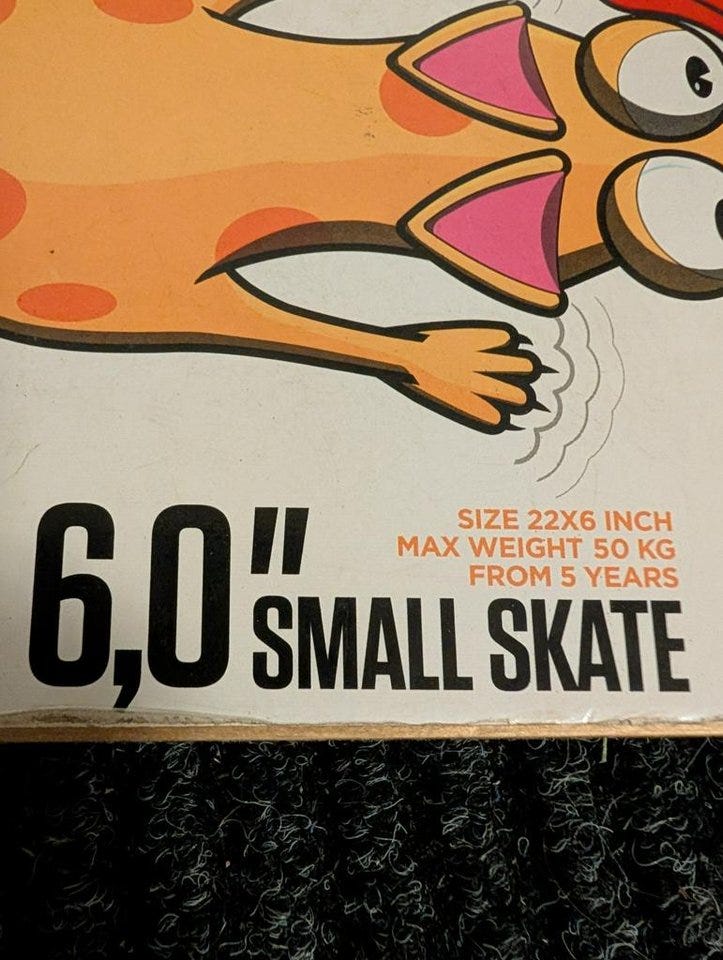 SIZE 22X6 INCH
MAX WEIGHT 50 KG
FROM 5 YEARS
6,0" SMALL SKATE